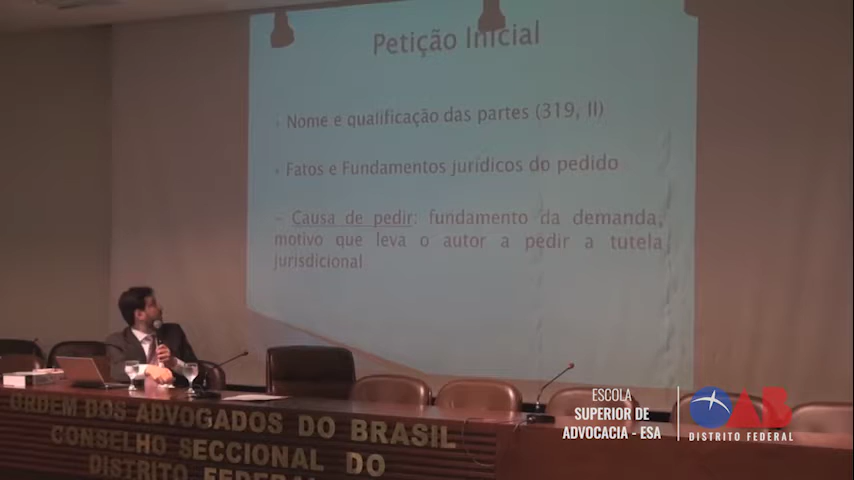 Petição Inicial
Nome e qualificação das partes (319, II)
Fatos e Fundamentos jurídicos do pedido
– Causa de pedir: fundamento da demanda,
motivo que leva o autor a pedir a tutela
jurisdicional
ORDEM DOS ADVOGADOS DO BRASIL
CONSELHO SECCIONAL DO
DISTRITO FEDERAL
ESCOLA
SUPERIOR DE
ADVOCACIA - ESA
OAB
DISTRITO FEDERAL